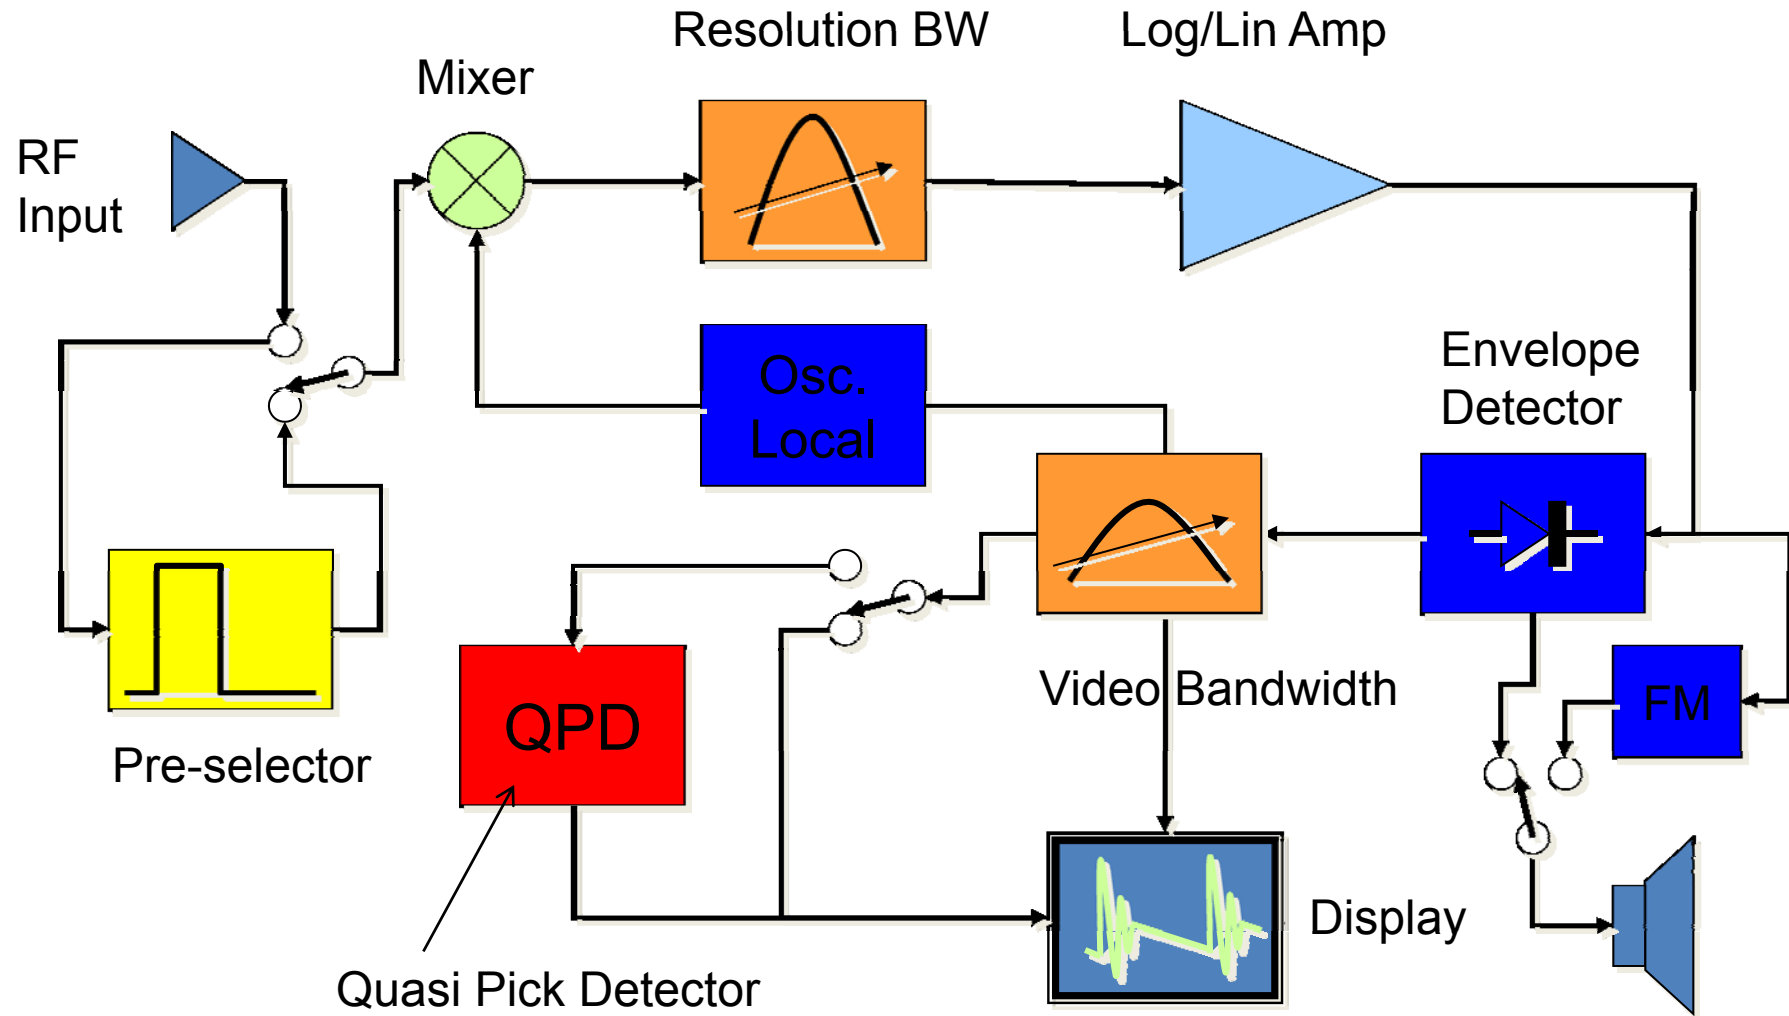 Resolution BW
Log/Lin Amp
Mixer
RF
Input
Osc.
Local
Envelope
Detector
Video Bandwidth
FM
QPD
Pre-selector
Display
Quasi Pick Detector